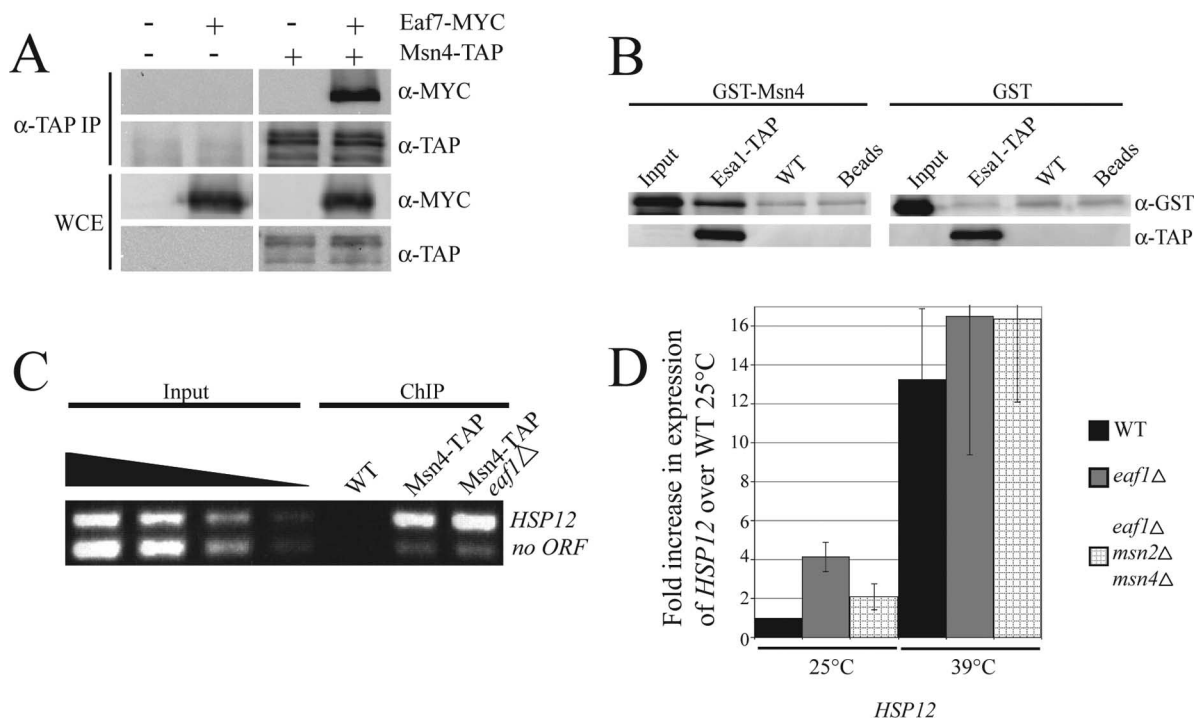 A
- + - + Eaf7-MYC
- - + + Msn4-TAP
α-TAP IP
α-MYC
α-TAP
WCE
α-MYC
α-TAP
B
GST-Msn4 GST
Input Esa1-TAP WT Beads Input Esa1-TAP WT Beads
α-GST
α-TAP
C
Input ChIP
WT Msn4-TAP Msn4-TAP eaf1Δ
HSP12
no ORF
D
Fold increase in expression
of HSP12 over WT 25°C
16
14
12
10
8
6
4
2
0
25°C 39°C
HSP12
WT
eaf1Δ
eaf1Δ
msn2Δ
msn4Δ